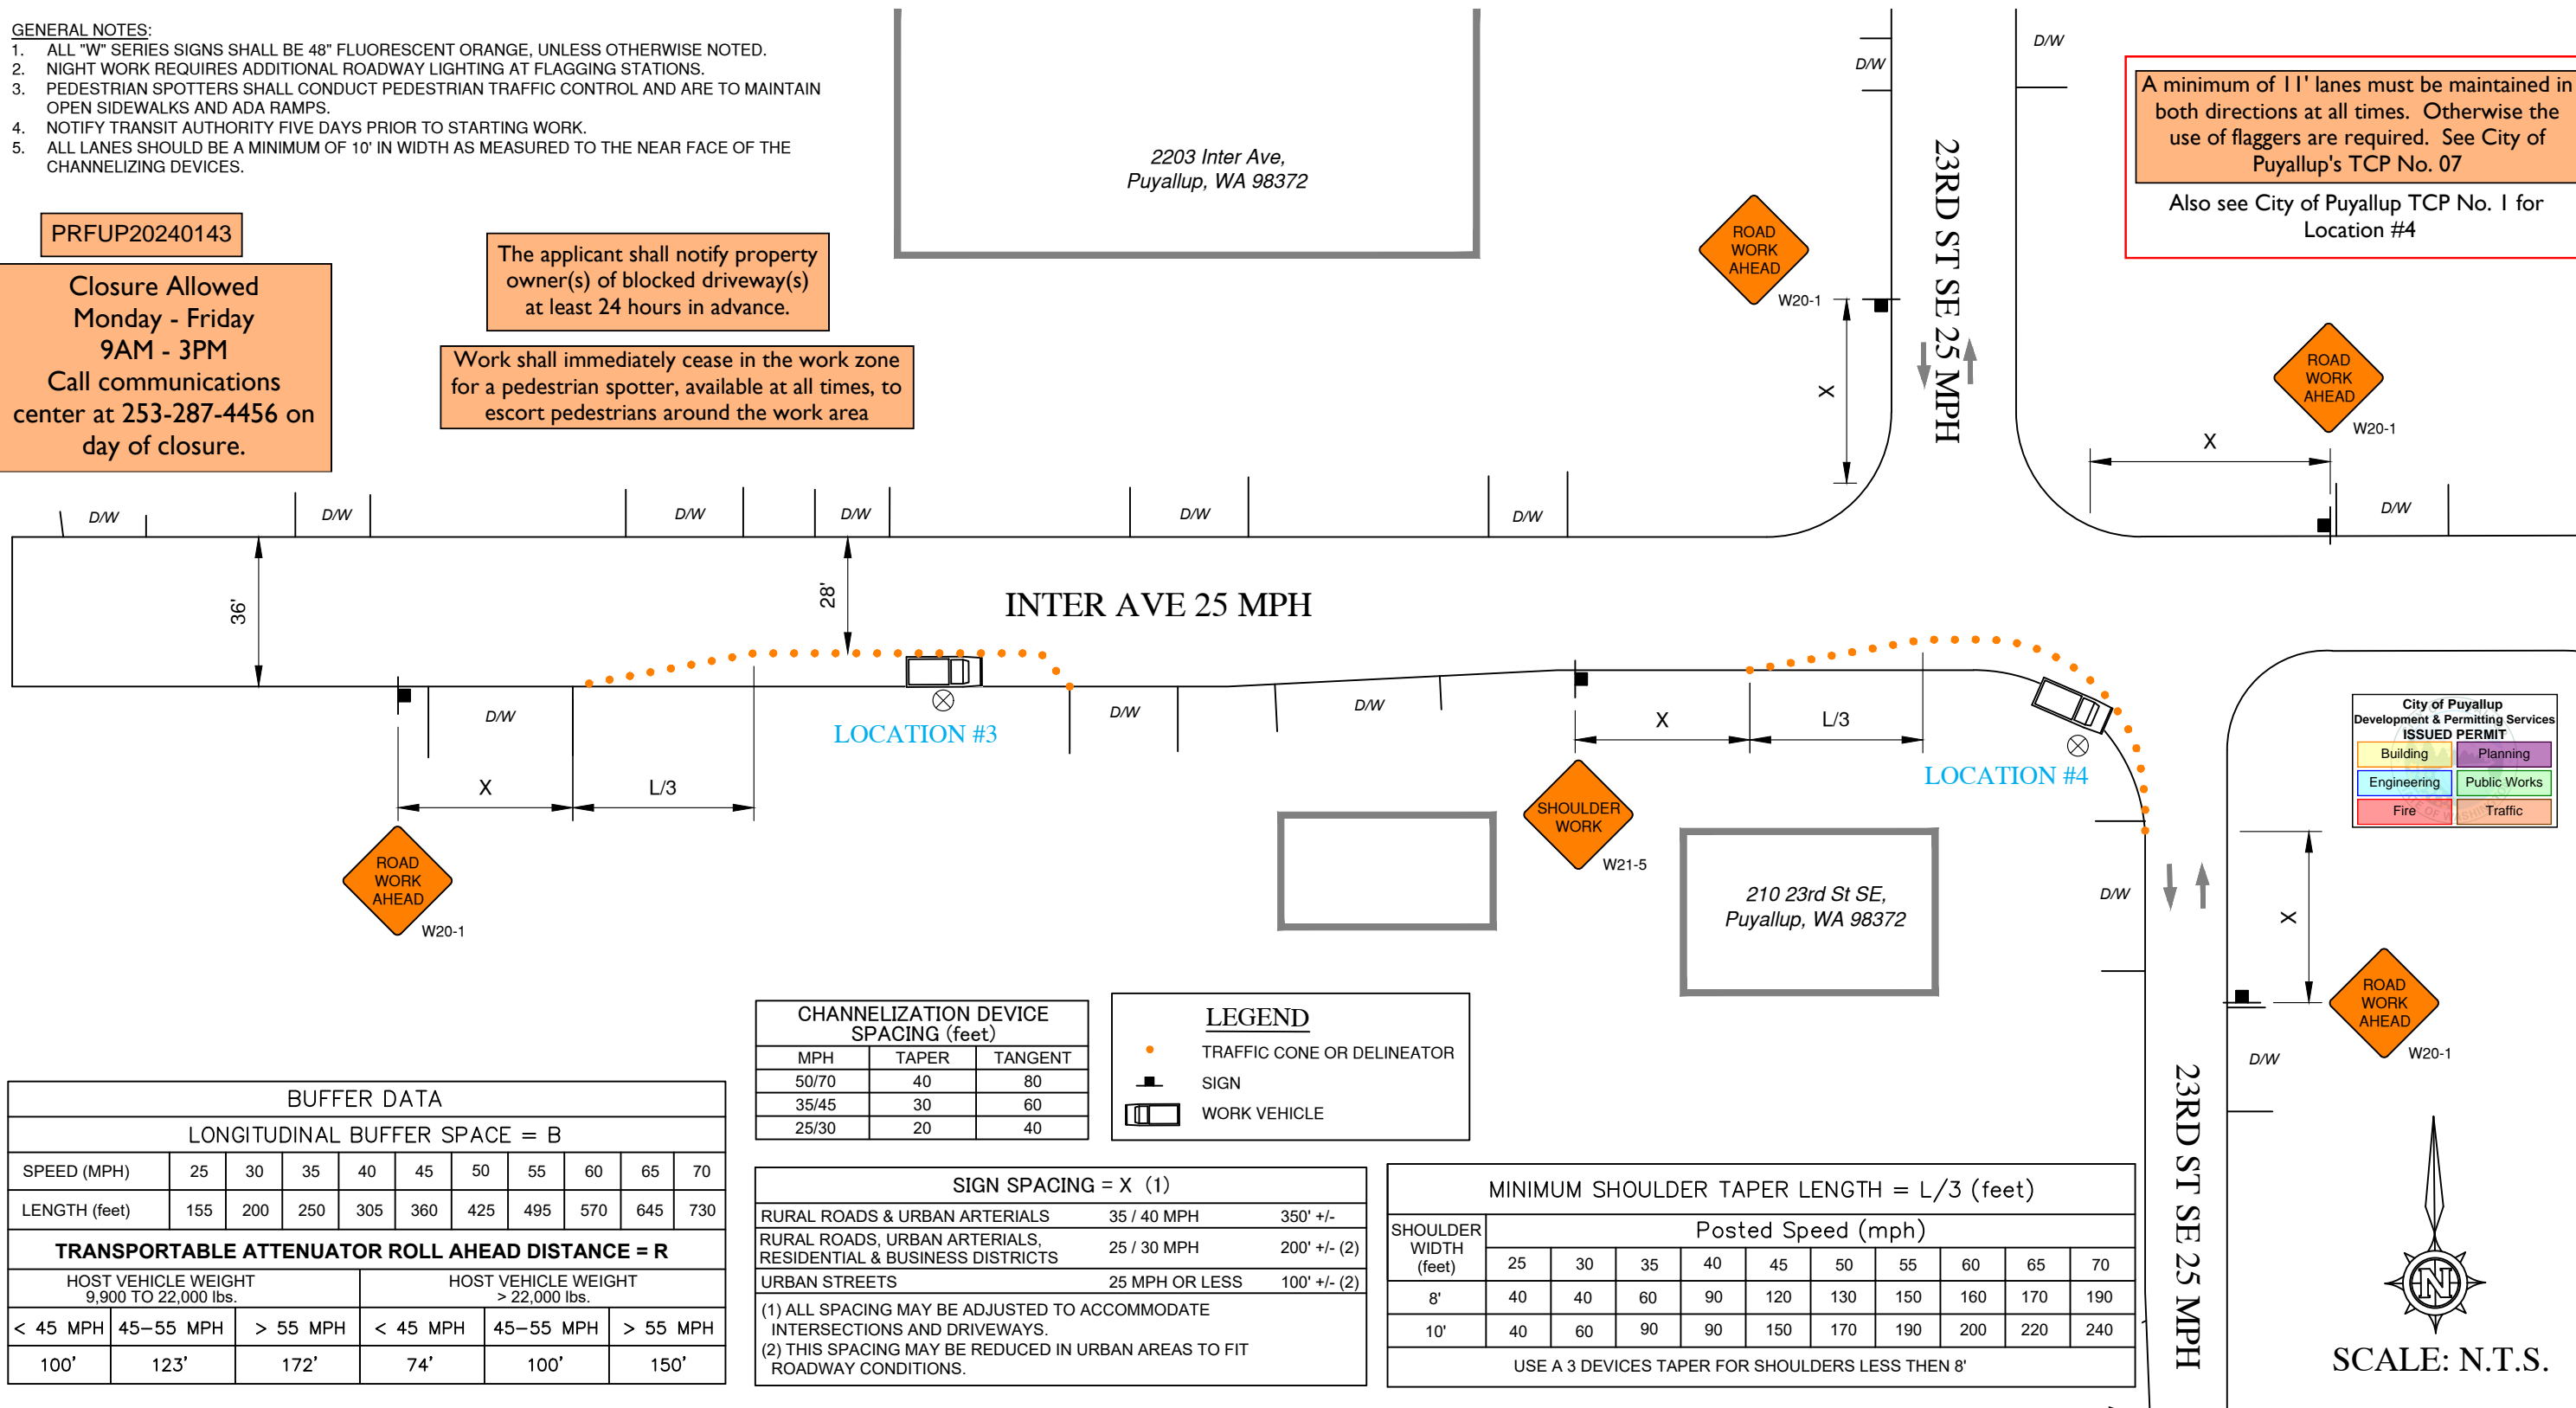 GENERAL NOTES:
1. ALL "W" SERIES SIGNS SHALL BE 48" FLUORESCENT ORANGE, UNLESS OTHERWISE NOTED.
2. NIGHT WORK REQUIRES ADDITIONAL ROADWAY LIGHTING AT FLAGGING STATIONS.
3. PEDESTRIAN SPOTTERS SHALL CONDUCT PEDESTRIAN TRAFFIC CONTROL AND ARE TO MAINTAIN
OPEN SIDEWALKS AND ADA RAMPS.
4. NOTIFY TRANSIT AUTHORITY FIVE DAYS PRIOR TO STARTING WORK.
5. ALL LANES SHOULD BE A MINIMUM OF 10' IN WIDTH AS MEASURED TO THE NEAR FACE OF THE
CHANNELIZING DEVICES.
PRFUP20240143
Closure Allowed
Monday - Friday
9AM - 3PM
Call communications
center at 253-287-4456 on
day of closure.
The applicant shall notify property
owner(s) of blocked driveway(s)
at least 24 hours in advance.
Work shall immediately cease in the work zone
for a pedestrian spotter, available at all times, to
escort pedestrians around the work area
2203 Inter Ave,
Puyallup, WA 98372
D/W
D/W
A minimum of 11' lanes must be maintained in
both directions at all times. Otherwise the
use of flaggers are required. See City of
Puyallup's TCP No. 07
Also see City of Puyallup TCP No. 1 for
Location #4
23RD ST SE 25 MPH
ROAD
WORK
AHEAD
W20-1
X
ROAD
WORK
AHEAD
W20-1
X
D/W
D/W
D/W
D/W
D/W
D/W
D/W
36'
28'
INTER AVE 25 MPH
D/W
LOCATION #3
D/W
D/W
X
L/3
X
L/3
LOCATION #4
ROAD
WORK
AHEAD
W20-1
SHOULDER
WORK
W21-5
210 23rd St SE,
Puyallup, WA 98372
City of Puyallup
Development & Permitting Services
ISSUED PERMIT
Building Planning
Engineering Public Works
Fire Traffic
D/W
X
ROAD
WORK
AHEAD
W20-1
D/W
23RD ST SE 25 MPH
CHANNELIZATION DEVICE
SPACING (feet)
MPH TAPER TANGENT
50/70 40 80
35/45 30 60
25/30 20 40
LEGEND
TRAFFIC CONE OR DELINEATOR
SIGN
WORK VEHICLE
BUFFER DATA
LONGITUDINAL BUFFER SPACE = B
SPEED (MPH) 25 30 35 40 45 50 55 60 65 70
LENGTH (feet) 155 200 250 305 360 425 495 570 645 730
TRANSPORTABLE ATTENUATOR ROLL AHEAD DISTANCE = R
HOST VEHICLE WEIGHT
9,900 TO 22,000 lbs.
HOST VEHICLE WEIGHT
> 22,000 lbs.
< 45 MPH 45-55 MPH > 55 MPH < 45 MPH 45-55 MPH > 55 MPH
100' 123' 172' 74' 100' 150'
SIGN SPACING = X (1)
RURAL ROADS & URBAN ARTERIALS 35 / 40 MPH 350' +/-
RURAL ROADS, URBAN ARTERIALS,
RESIDENTIAL & BUSINESS DISTRICTS 25 / 30 MPH 200' +/- (2)
URBAN STREETS 25 MPH OR LESS 100' +/- (2)
(1) ALL SPACING MAY BE ADJUSTED TO ACCOMMODATE
INTERSECTIONS AND DRIVEWAYS.
(2) THIS SPACING MAY BE REDUCED IN URBAN AREAS TO FIT
ROADWAY CONDITIONS.
MINIMUM SHOULDER TAPER LENGTH = L/3 (feet)
SHOULDER
WIDTH
(feet)
Posted Speed (mph)
25 30 35 40 45 50 55 60 65 70
8' 40 40 60 90 120 130 150 160 170 190
10' 40 60 90 90 150 170 190 200 220 240
USE A 3 DEVICES TAPER FOR SHOULDERS LESS THEN 8'
N
SCALE: N.T.S.